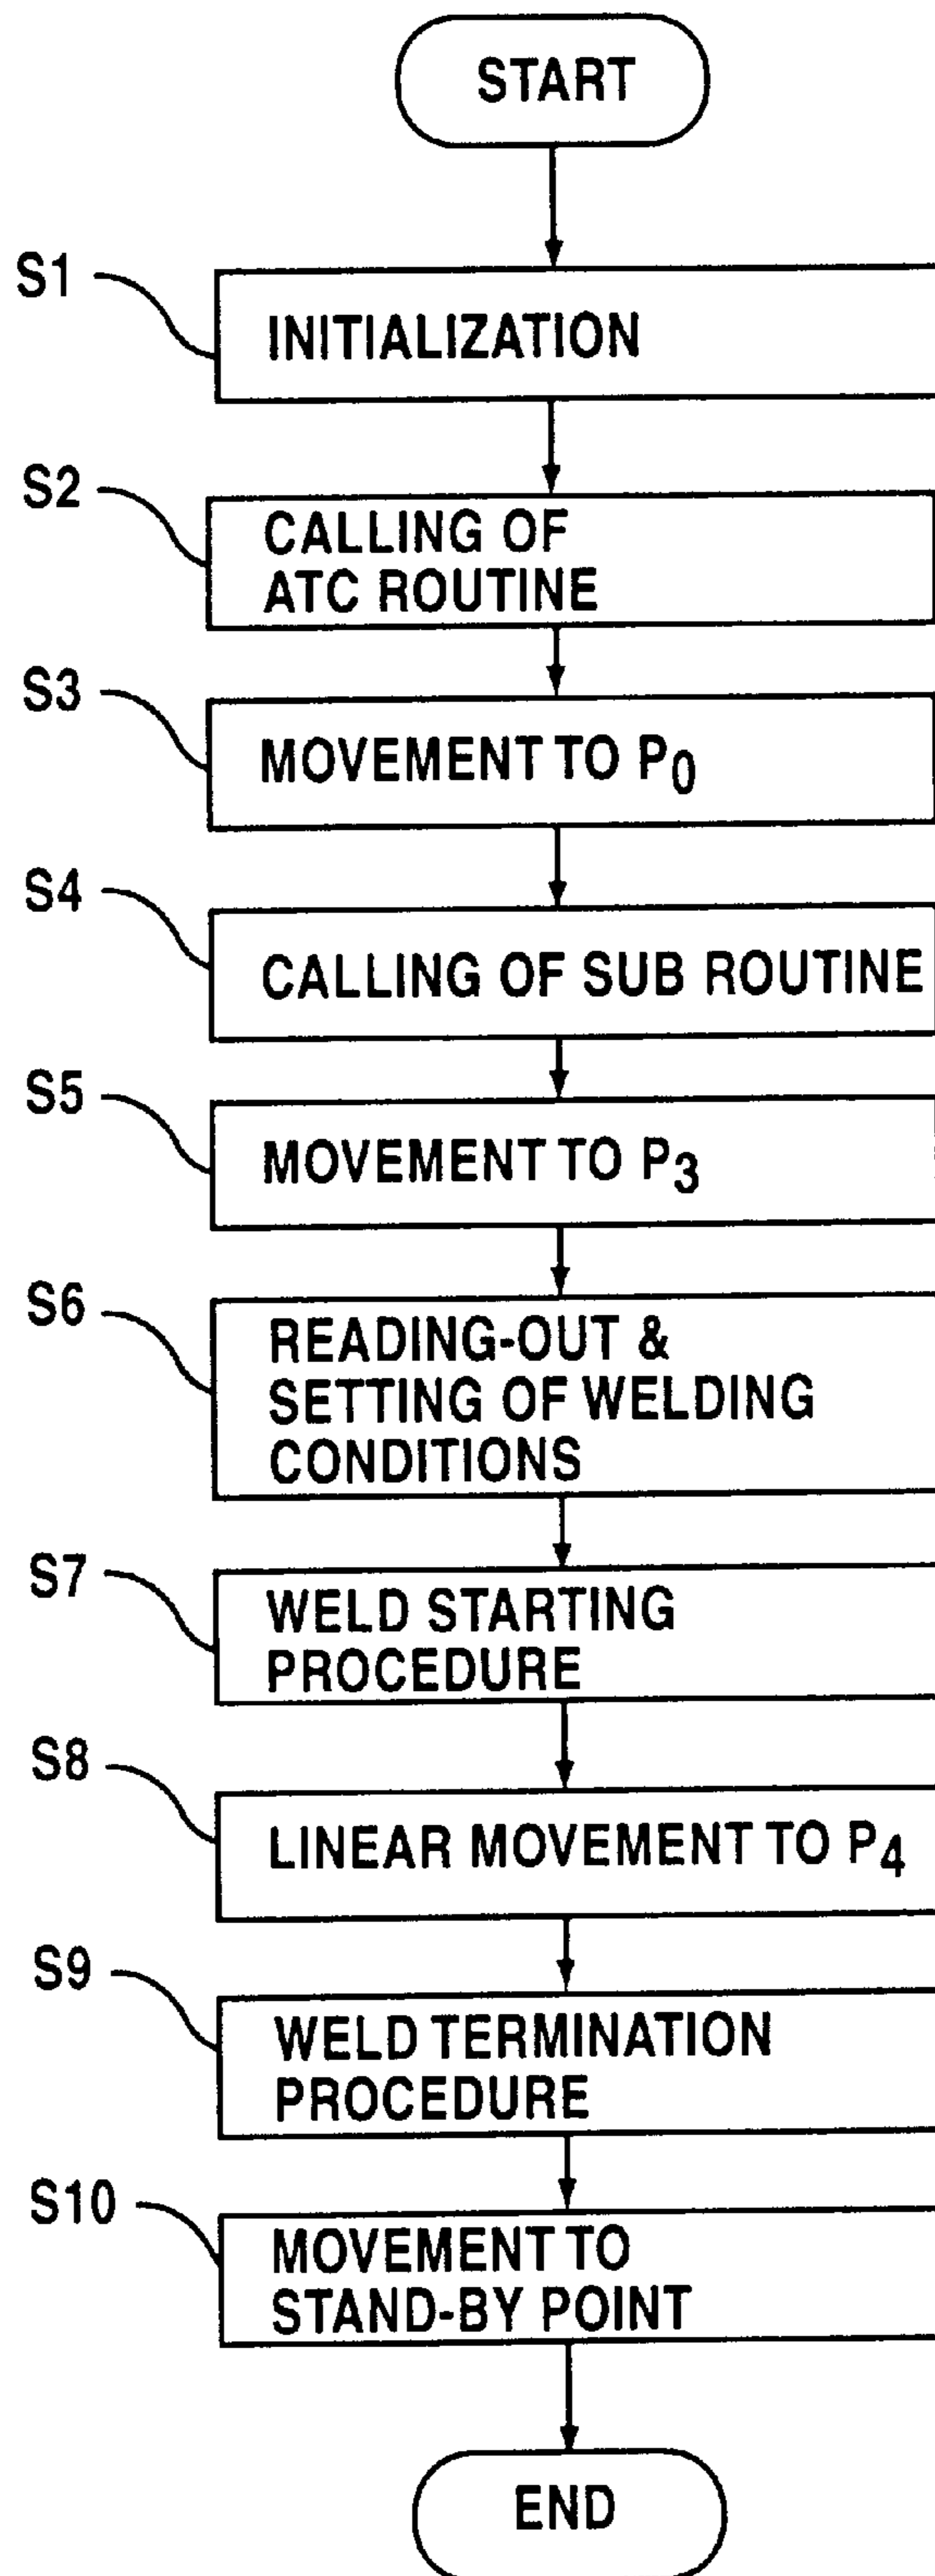 START
S1
INITIALIZATION
S2
CALLING OF
ATC ROUTINE
S3
MOVEMENT TO P₀
S4
CALLING OF SUB ROUTINE
S5
MOVEMENT TO P₃
S6
READING-OUT &
SETTING OF WELDING
CONDITIONS
S7
WELD STARTING
PROCEDURE
S8
LINEAR MOVEMENT TO P₄
S9
WELD TERMINATION
PROCEDURE
S10
MOVEMENT TO
STAND-BY POINT
END